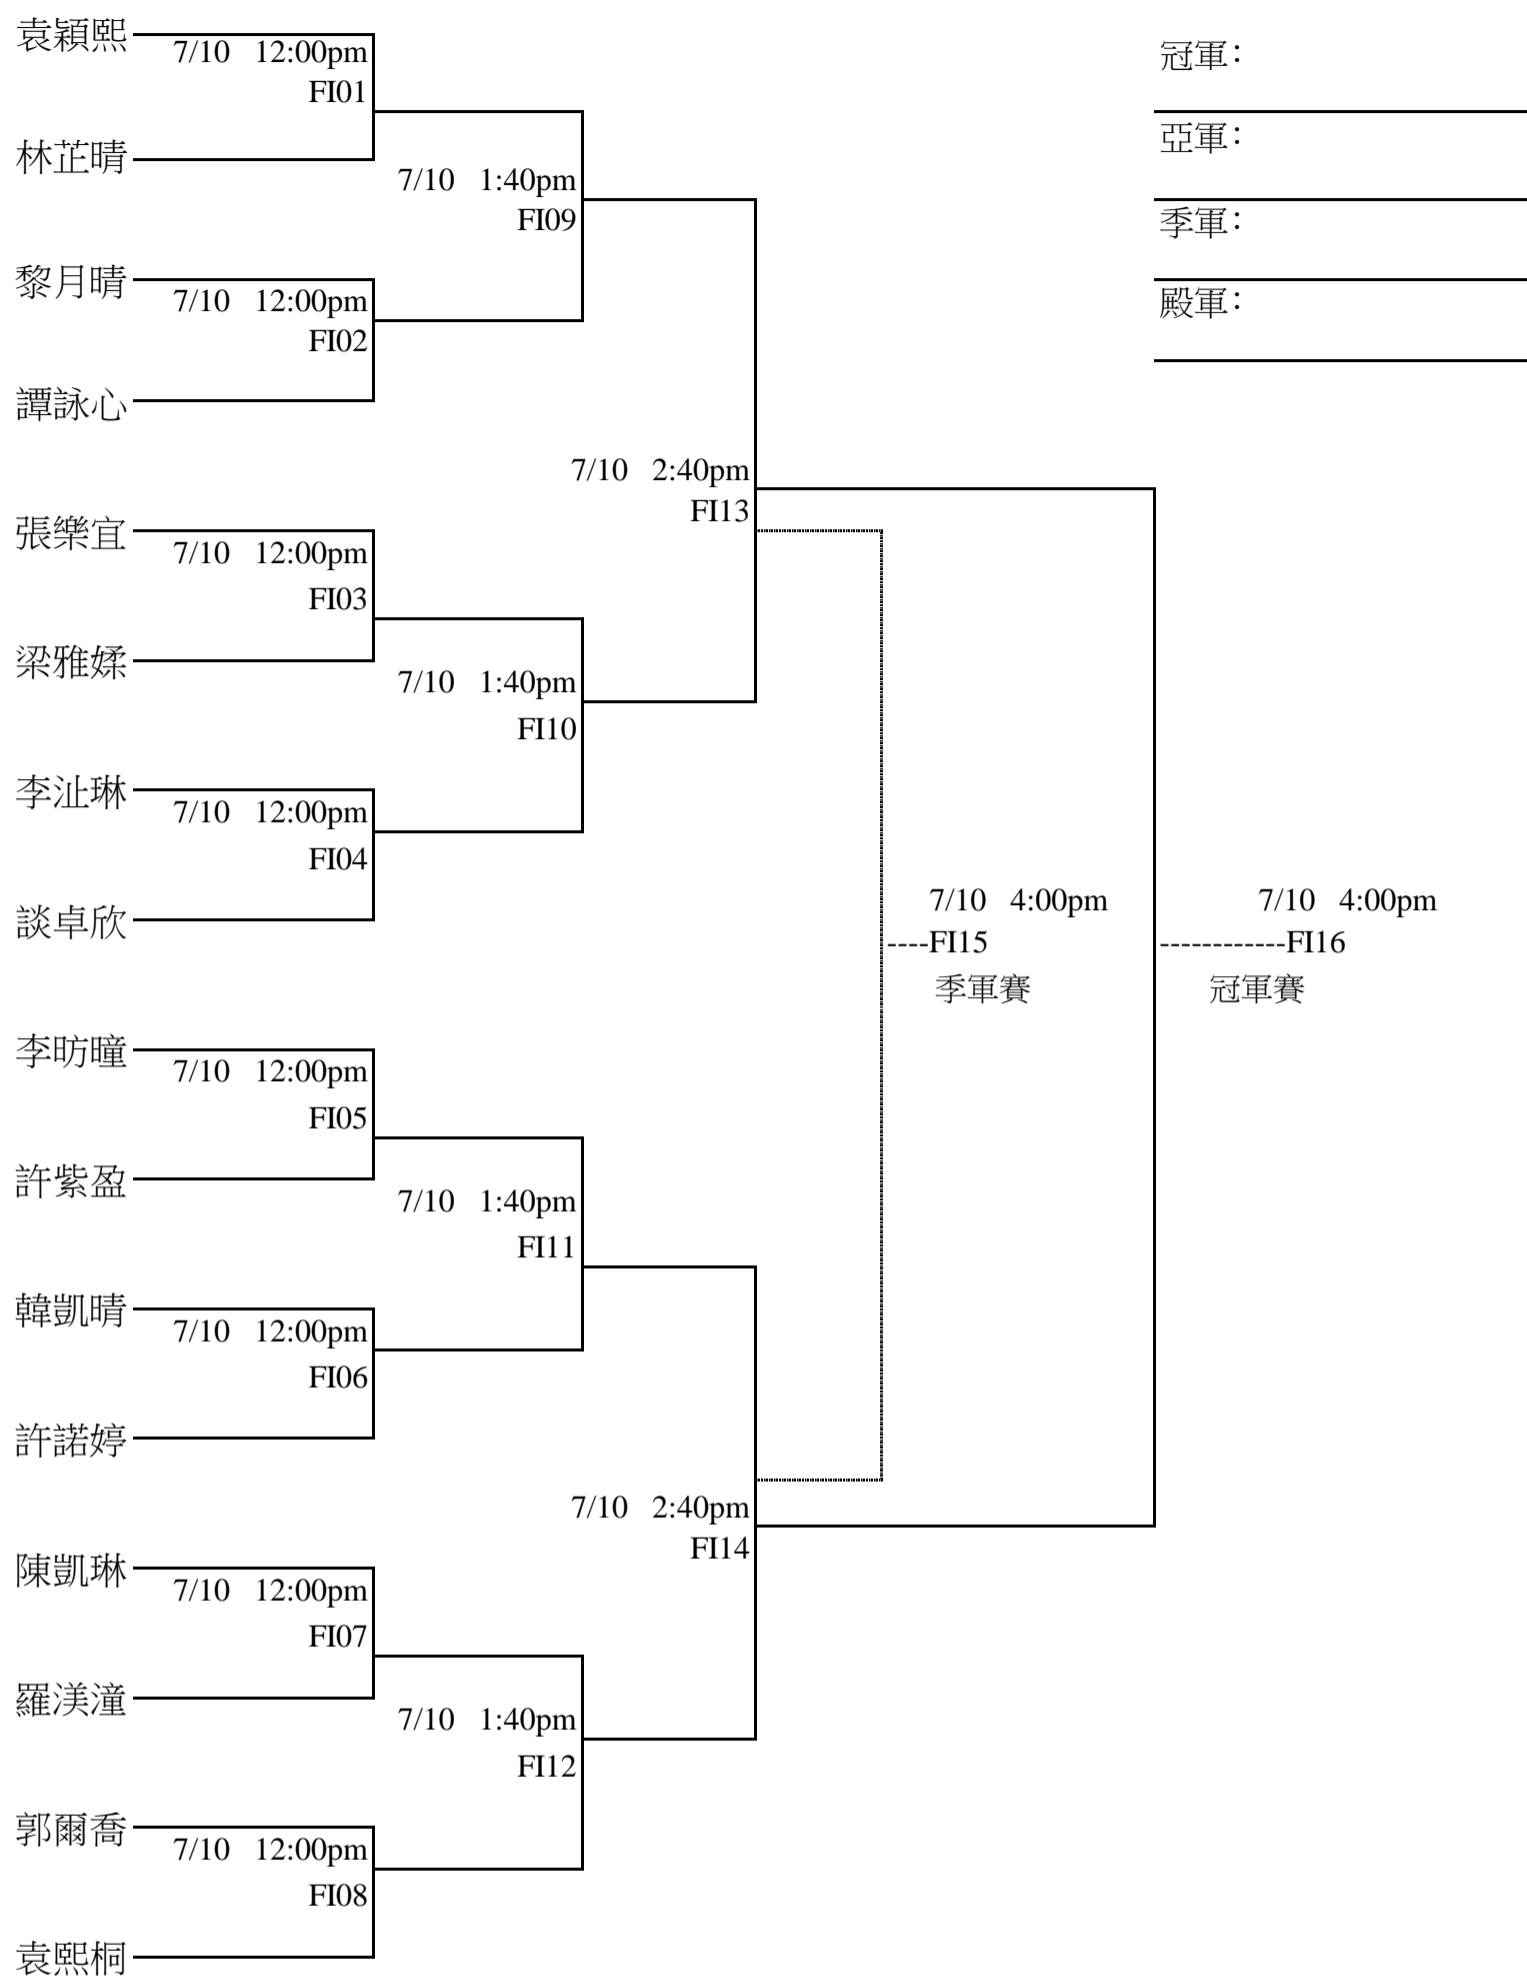 袁穎熙
7/10 12:00pm
FI01
林芷晴
7/10 1:40pm
FI09
黎月晴
7/10 12:00pm
FI02
譚詠心
7/10 2:40pm
FI13
張樂宜
7/10 12:00pm
FI03
梁雅媃
7/10 1:40pm
FI10
李沚琳
7/10 12:00pm
FI04
談卓欣
李昉曈
7/10 12:00pm
FI05
許紫盈
7/10 1:40pm
FI11
韓凱晴
7/10 12:00pm
FI06
許諾婷
7/10 2:40pm
FI14
陳凱琳
7/10 12:00pm
FI07
羅渼潼
7/10 1:40pm
FI12
郭爾喬
7/10 12:00pm
FI08
袁熙桐
7/10 4:00pm
----FI15
季軍賽
7/10 4:00pm
------------FI16
冠軍賽
冠軍：
亞軍：
季軍：
殿軍：